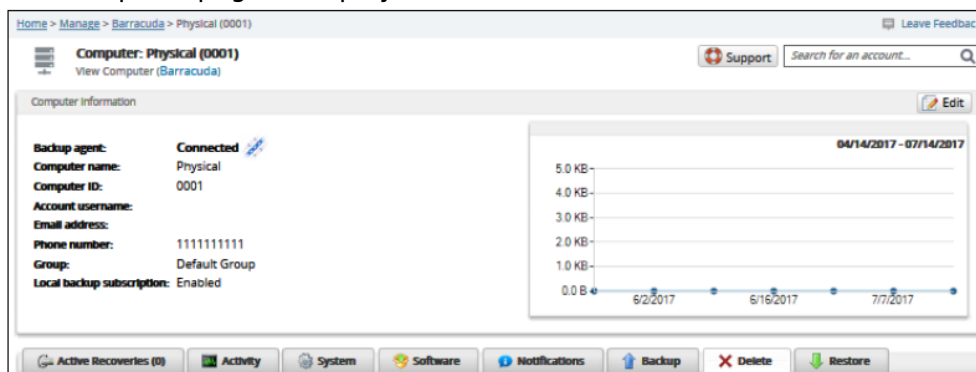 Home > Manage > Barracuda > Physical (0001)
Leave Feedbac
Computer: Physical (0001)
View Computer (Barracuda)
Support
Search for an account...
Computer Information
Edit
Backup agent: Connected
Computer name: Physical
Computer ID: 0001
Account username:
Email address:
Phone number: 1111111111
Group: Default Group
Local backup subscription: Enabled
04/14/2017 - 07/14/2017
5.0 KB
4.0 KB
3.0 KB
2.0 KB
1.0 KB
0.0 B
6/2/2017 6/16/2017 7/7/2017
Active Recoveries (0) Activity System Software Notifications Backup Delete Restore